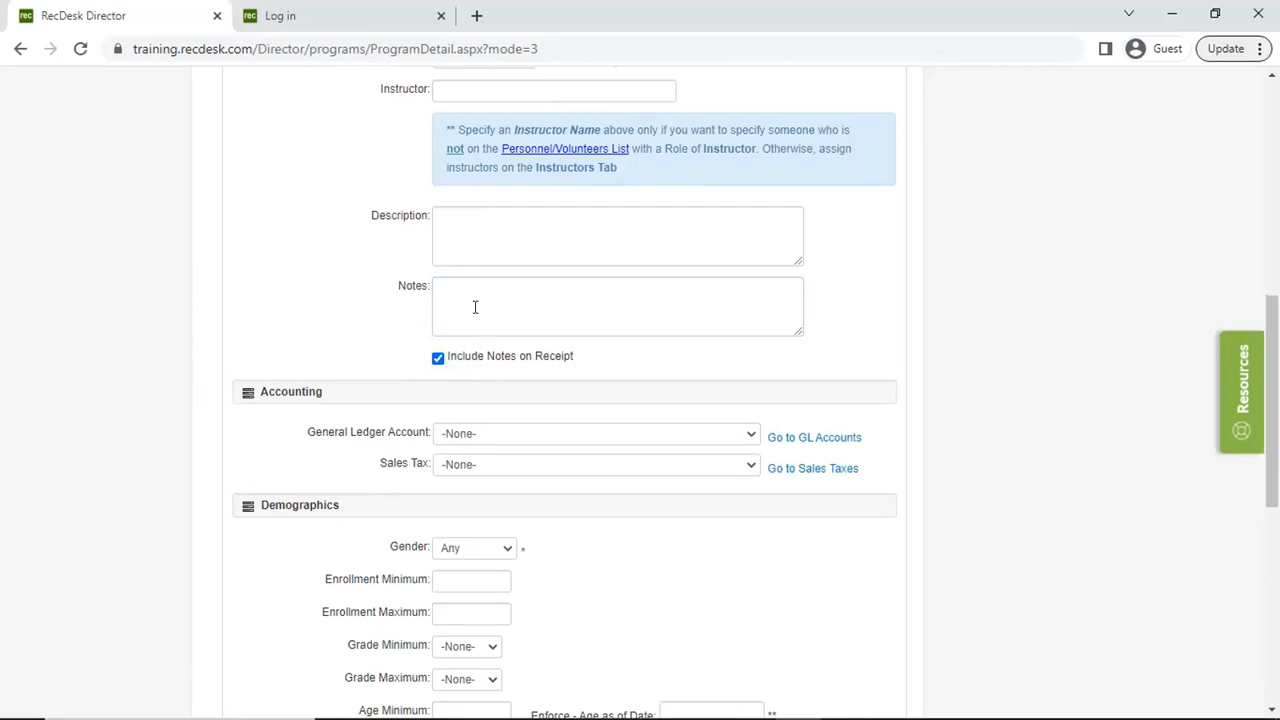 rec RecDesk Director
rec Log in
training.recdesk.com/Director/programs/ProgramDetail.aspx?mode=3
Guest
Update
Instructor:
** Specify an Instructor Name above only if you want to specify someone who is
not on the Personnel/Volunteers List with a Role of Instructor. Otherwise, assign
instructors on the Instructors Tab
Description:
Notes:
Include Notes on Receipt
Accounting
General Ledger Account: -None- Go to GL Accounts
Sales Tax: -None- Go to Sales Taxes
Demographics
Gender: Any *
Enrollment Minimum:
Enrollment Maximum:
Grade Minimum: -None-
Grade Maximum: -None-
Age Minimum: Enforce - Age as of Date: **
Resources